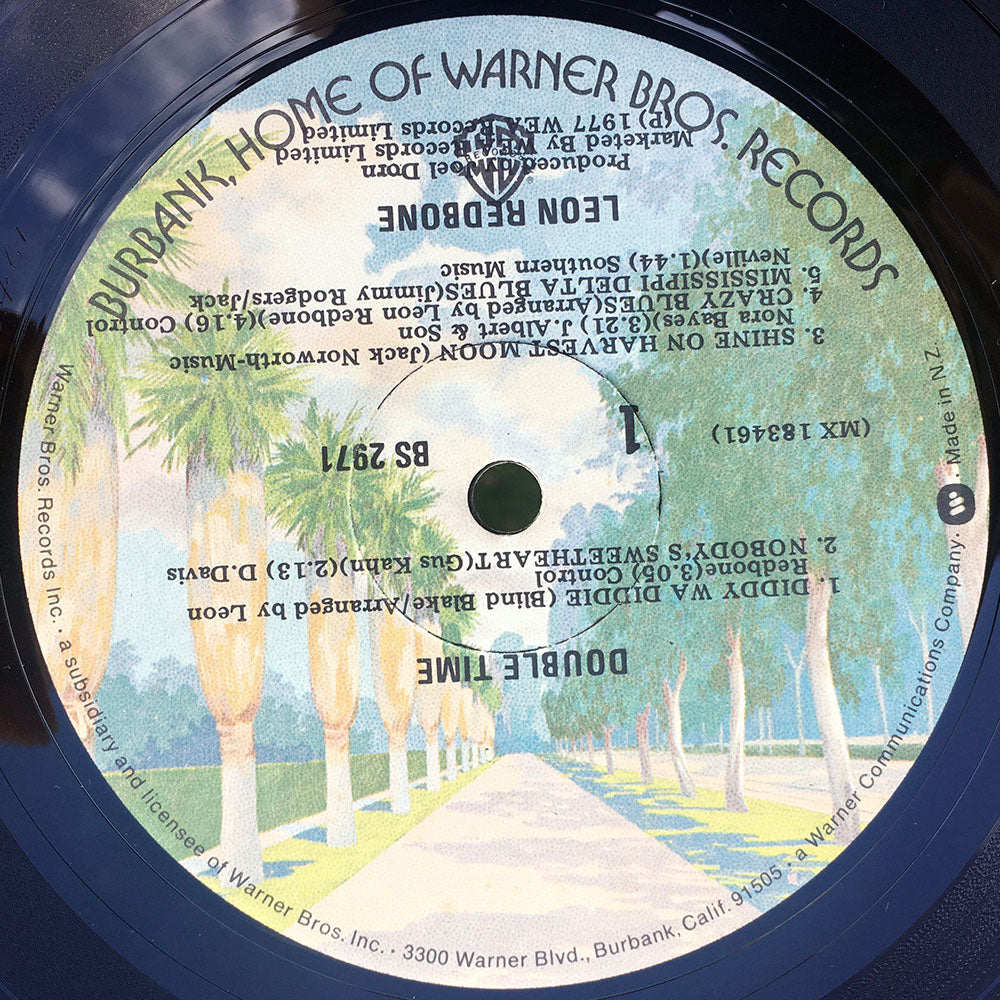 BURBANK, HOME OF WARNER BROS. RECORDS
DOUBLE TIME
1. DIDDY WA DIDDIE (Blind Blake/Arranged by Leon
Redbone(3.05) Control
2. NOBODY'S SWEETHEART(Gus Kahn)(2.13) D.Davis
BS 2971
1
(MX 183461)
3. SHINE ON HARVEST MOON (Jack Norworth-Music
Nora Bayes)(3.21) J.Albert & Son
4. CRAZY BLUES(Arranged by Leon Redbone)(4.16) Control
5. MISSISSIPPI DELTA BLUES(Jimmy Rodgers/Jack
Neville)(1.44) Southern Music
LEON REDBONE
Produced by Joel Dorn
Marketed By WEA Records Limited
(P) 1977 WEA Records Limited
Warner Bros. Records Inc. · a subsidiary and licensee of Warner Bros. Inc. · 3300 Warner Blvd., Burbank, Calif. 91505 · a Warner Communications Company. · Made in N.Z.